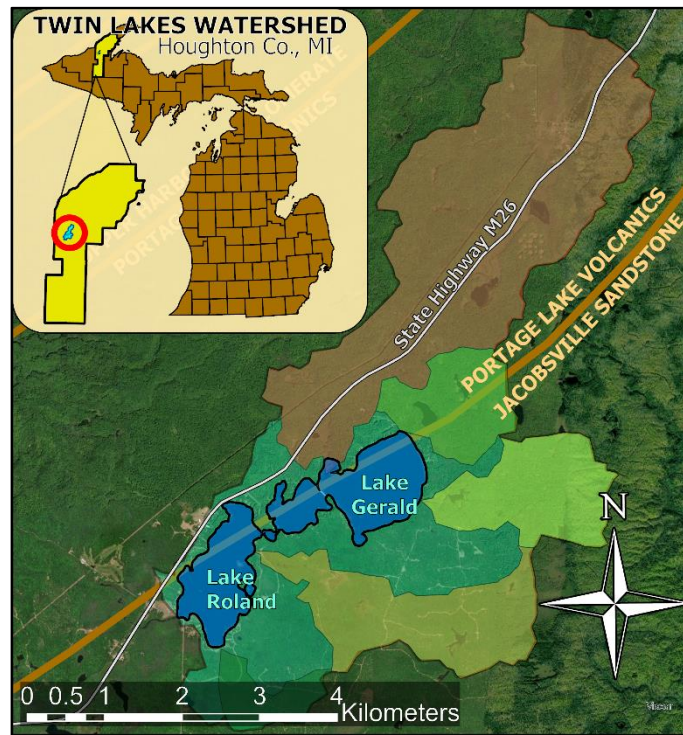 TWIN LAKES WATERSHED
Houghton Co., MI
State Highway M26
PORTAGE LAKE VOLCANICS
JACOBSVILLE SANDSTONE
Lake
Gerald
Lake
Roland
N
0 0.5 1 2 3 4
Kilometers